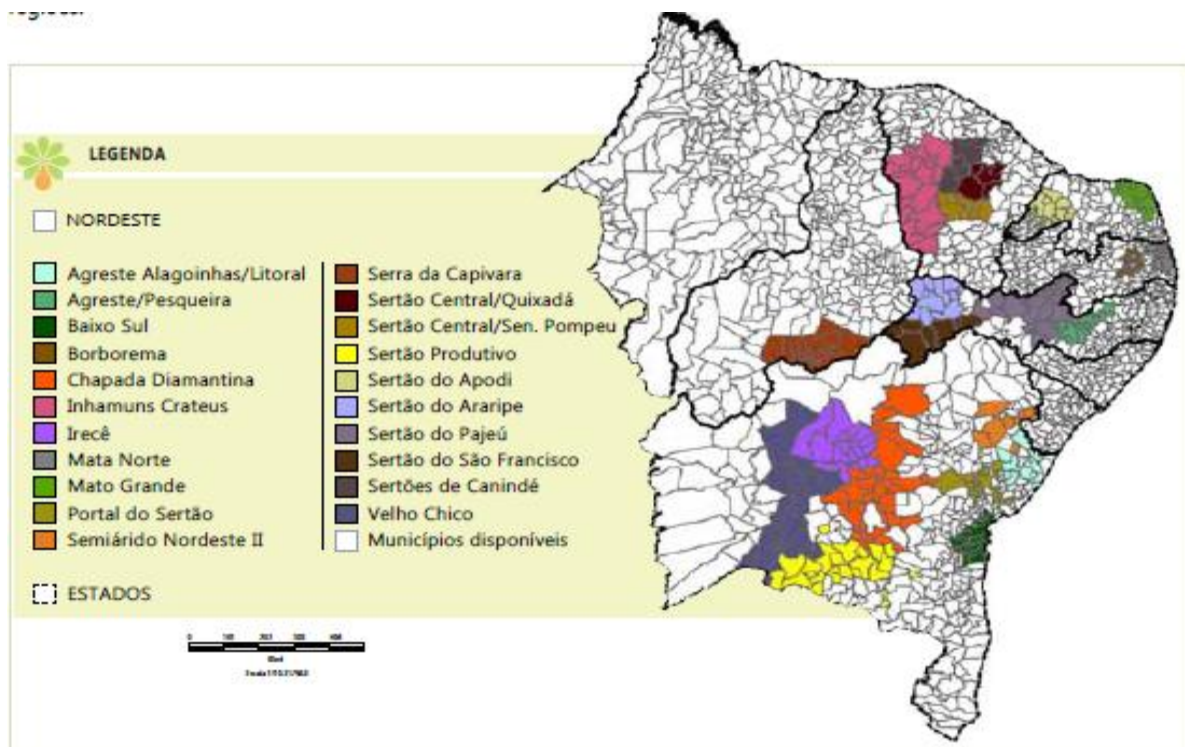 LEGENDA
NORDESTE
Agreste Alagoinhas/Litoral
Agreste/Pesqueira
Baixo Sul
Borborema
Chapada Diamantina
Inhamuns Crateus
Irecê
Mata Norte
Mato Grande
Portal do Sertão
Semiárido Nordeste II
Serra da Capivara
Sertão Central/Quixadá
Sertão Central/Sen. Pompeu
Sertão Produtivo
Sertão do Apodi
Sertão do Araripe
Sertão do Pajeú
Sertão do São Francisco
Sertões de Canindé
Velho Chico
Municípios disponíveis
ESTADOS
0